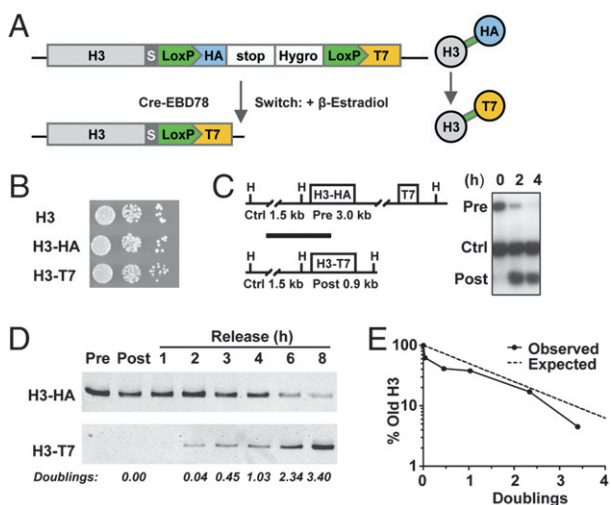 A
H3 S LoxP HA stop Hygro LoxP T7
H3 HA
Cre-EBD78 Switch: + β-Estradiol
H3 S LoxP T7
H3 T7
B
H3
H3-HA
H3-T7
C
H H H3-HA T7 H
Ctrl 1.5 kb Pre 3.0 kb
H H H3-T7 H
Ctrl 1.5 kb Post 0.9 kb
(h) 0 2 4
Pre
Ctrl
Post
D
Release (h)
Pre Post 1 2 3 4 6 8
H3-HA
H3-T7
Doublings: 0.00 0.04 0.45 1.03 2.34 3.40
E
% Old H3
100
10
1
Observed
Expected
0 1 2 3 4
Doublings